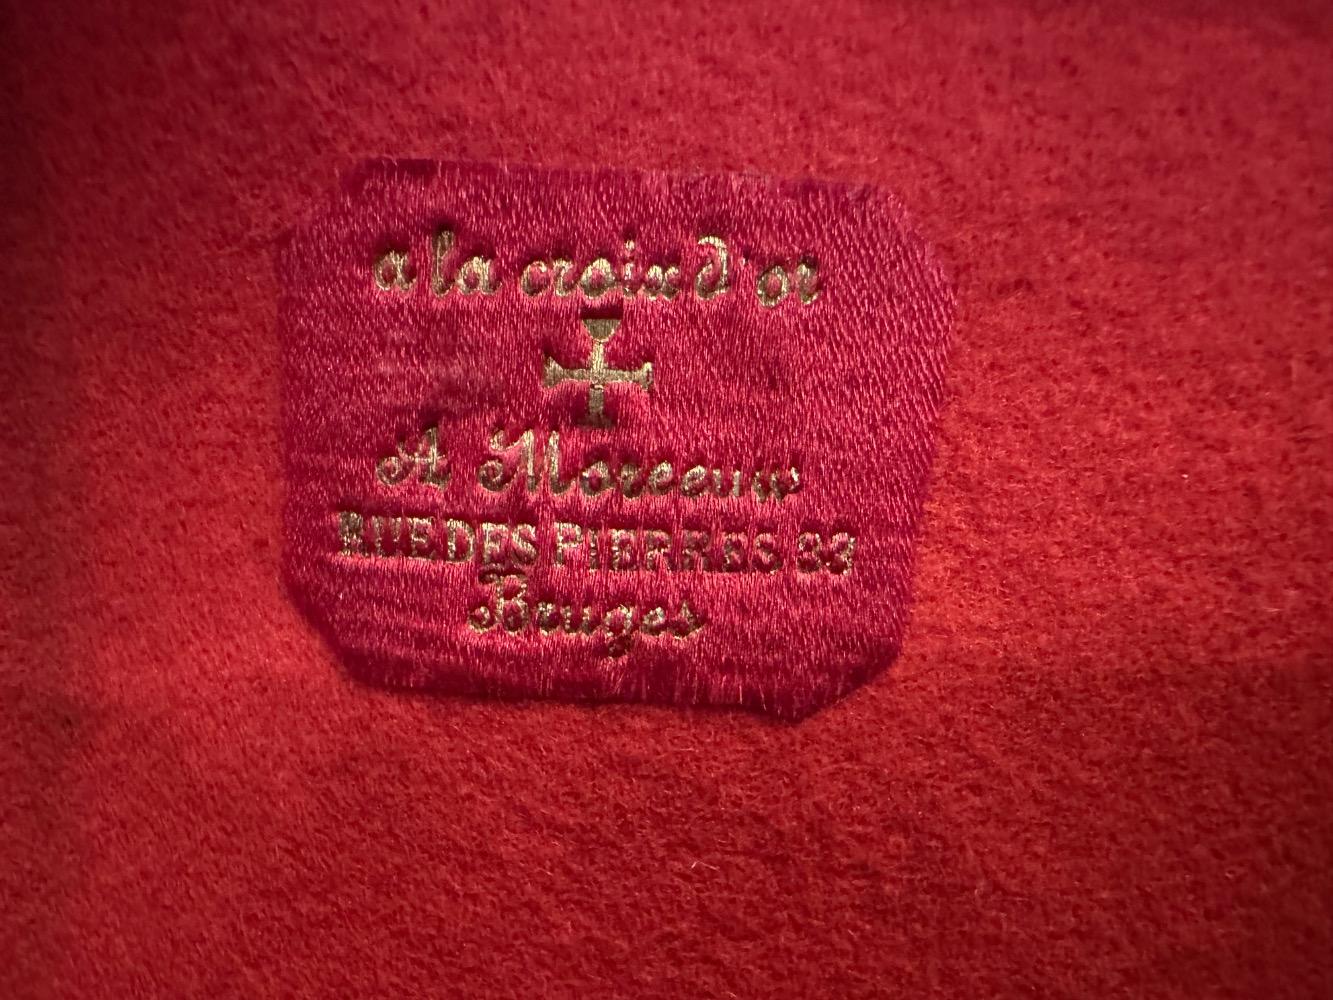 a la croix d'or
A Moreeuw
RUE DES PIERRES 33
Bruges